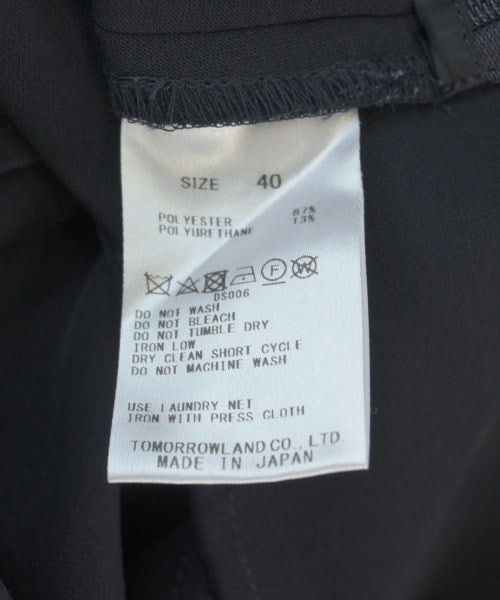 SIZE 40
POLYESTER 87%
POLYURETHANE 13%
F W
DS006
DO NOT WASH
DO NOT BLEACH
DO NOT TUMBLE DRY
IRON LOW
DRY CLEAN SHORT CYCLE
DO NOT MACHINE WASH
USE LAUNDRY NET
IRON WITH PRESS CLOTH
TOMORROWLAND CO., LTD.
MADE IN JAPAN